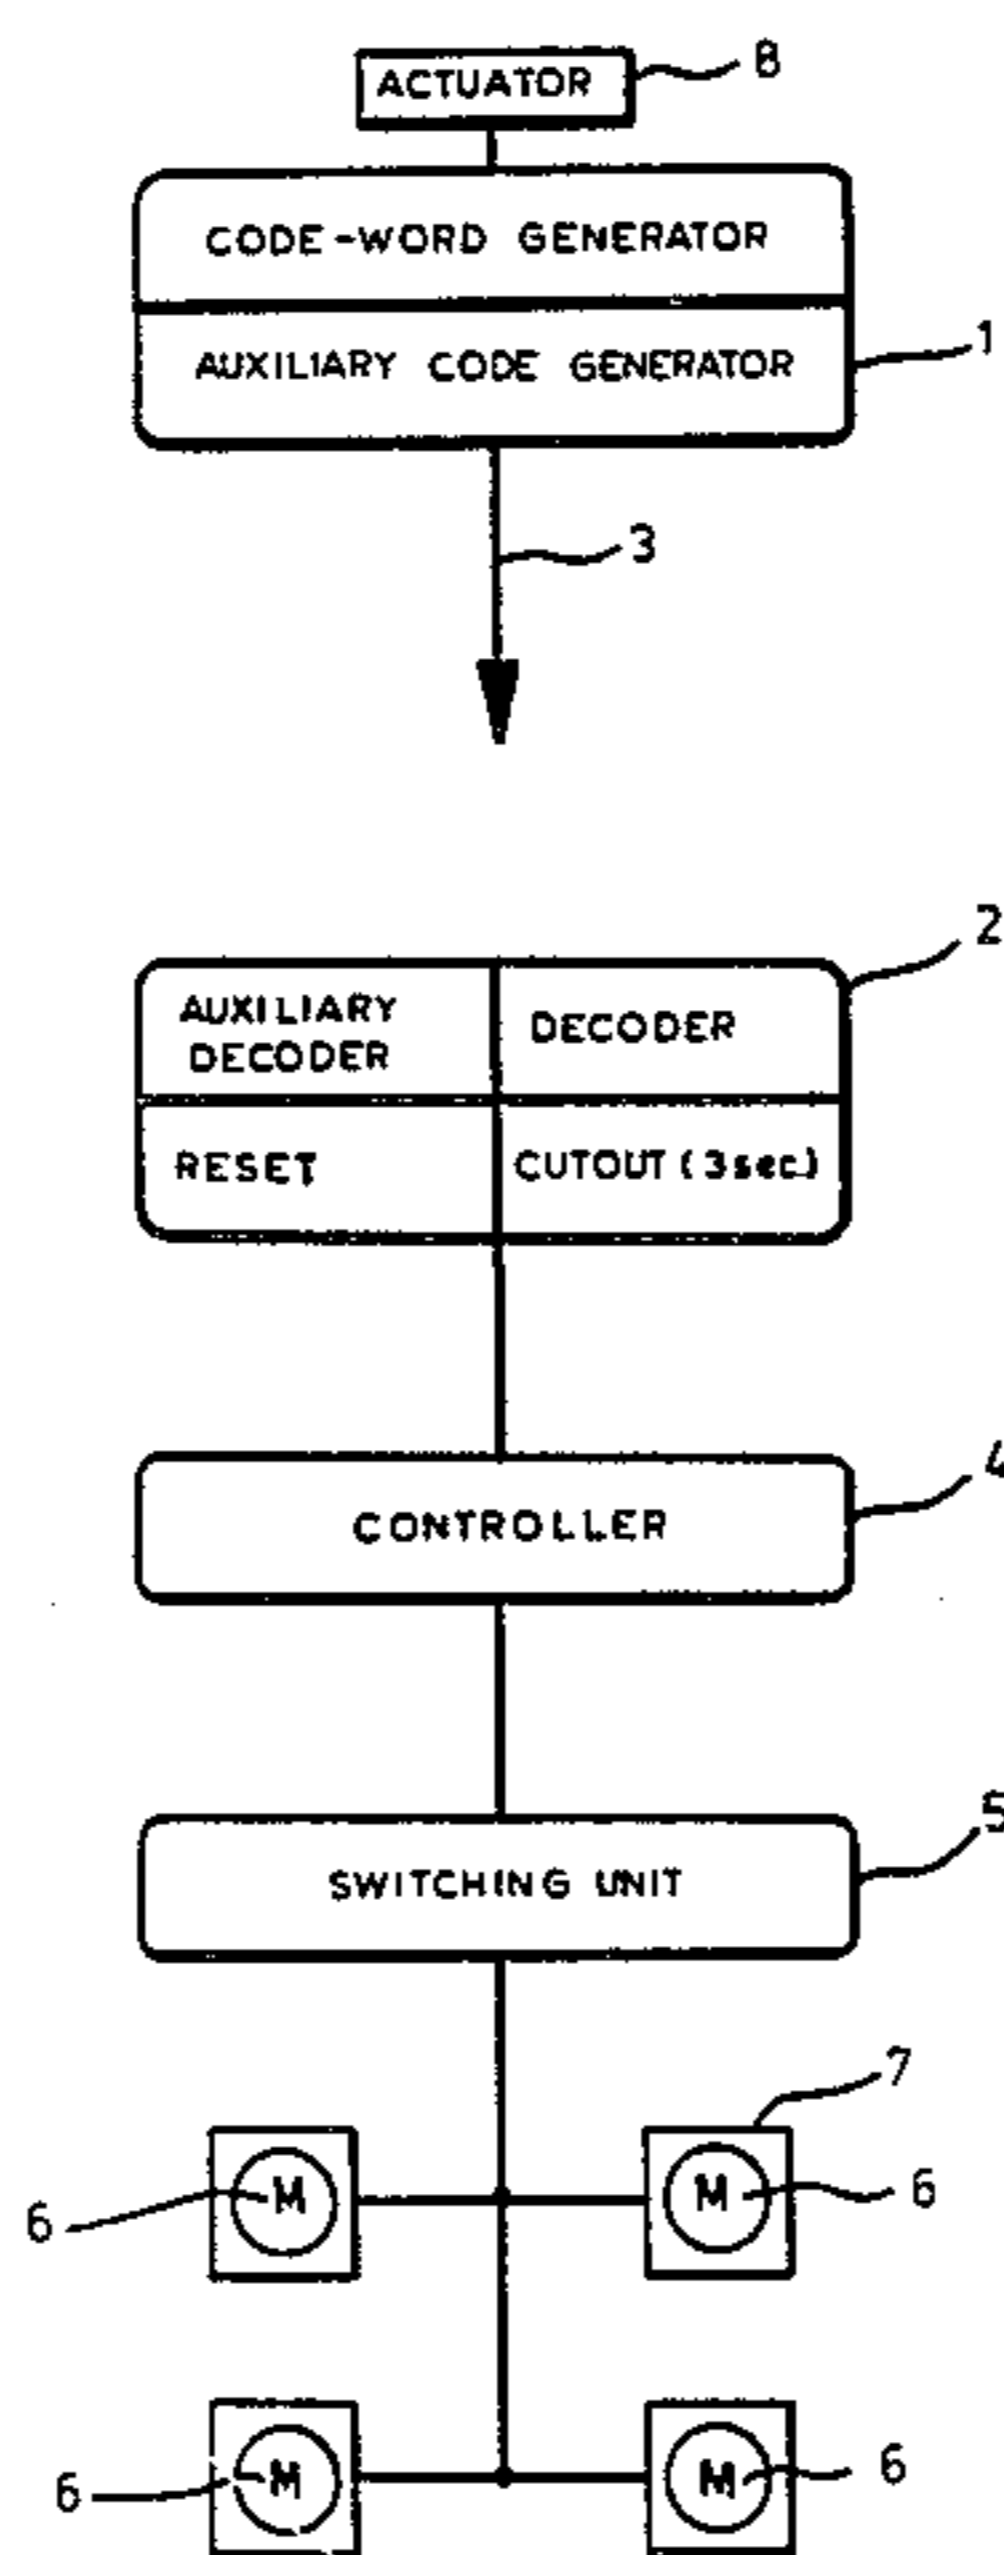 ACTUATOR
8
CODE-WORD GENERATOR
AUXILIARY CODE GENERATOR
1
3
2
AUXILIARY
DECODER
DECODER
RESET
CUTOUT (3sec.)
CONTROLLER
4
SWITCHING UNIT
5
7
M
M
6
6
M
M
6
6